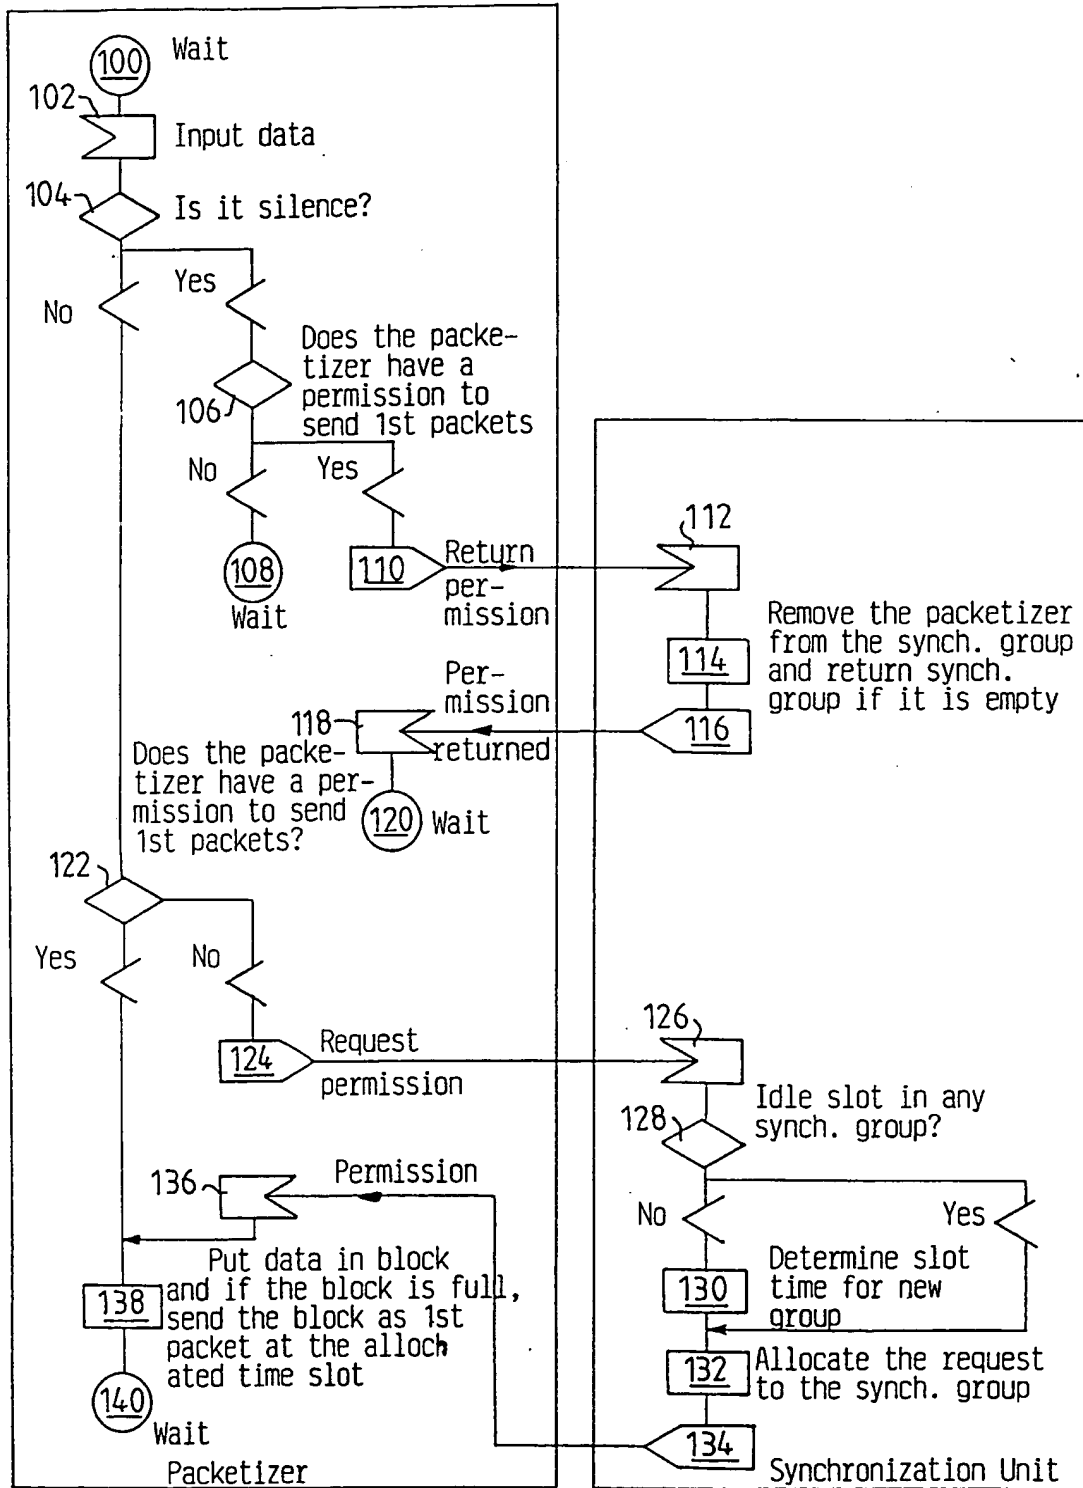 100
Wait
102
Input data
104
Is it silence?
No
Yes
Does the packe-
tizer have a
permission to
send 1st packets
106
No
Yes
108
Wait
110
Return
per-
mission
112
Remove the packetizer
from the synch. group
and return synch.
group if it is empty
114
116
Per-
mission
returned
118
Does the packe-
tizer have a per-
mission to send
1st packets?
120
Wait
122
Yes
No
124
Request
permission
126
Idle slot in any
synch. group?
128
No
Yes
130
Determine slot
time for new
group
132
Allocate the request
to the synch. group
134
Permission
136
Put data in block
and if the block is full,
send the block as 1st
packet at the alloch
ated time slot
138
140
Wait
Packetizer
Synchronization Unit